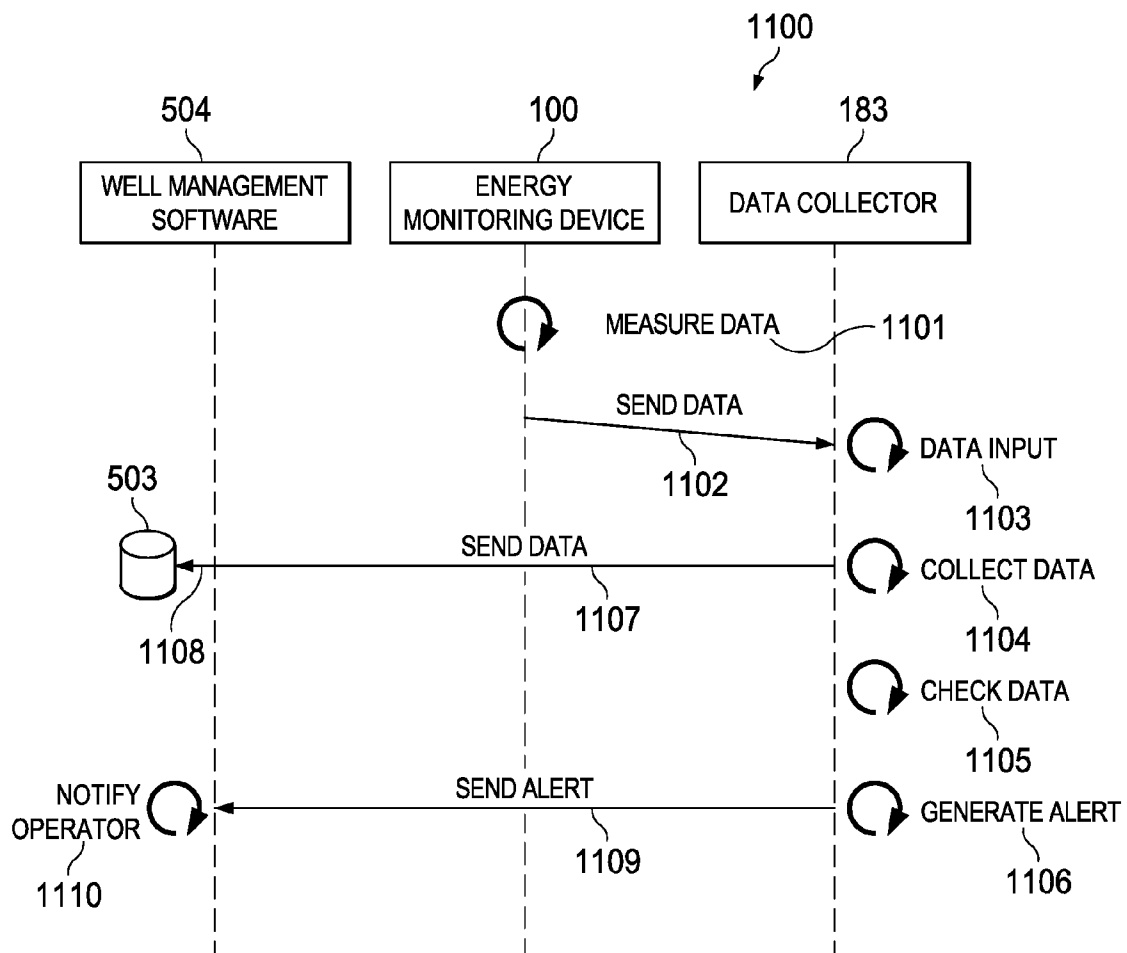 1100
504
100
183
WELL MANAGEMENT
SOFTWARE
ENERGY
MONITORING DEVICE
DATA COLLECTOR
MEASURE DATA
1101
SEND DATA
1102
DATA INPUT
1103
503
SEND DATA
1108
1107
COLLECT DATA
1104
CHECK DATA
1105
NOTIFY
OPERATOR
1110
SEND ALERT
1109
GENERATE ALERT
1106